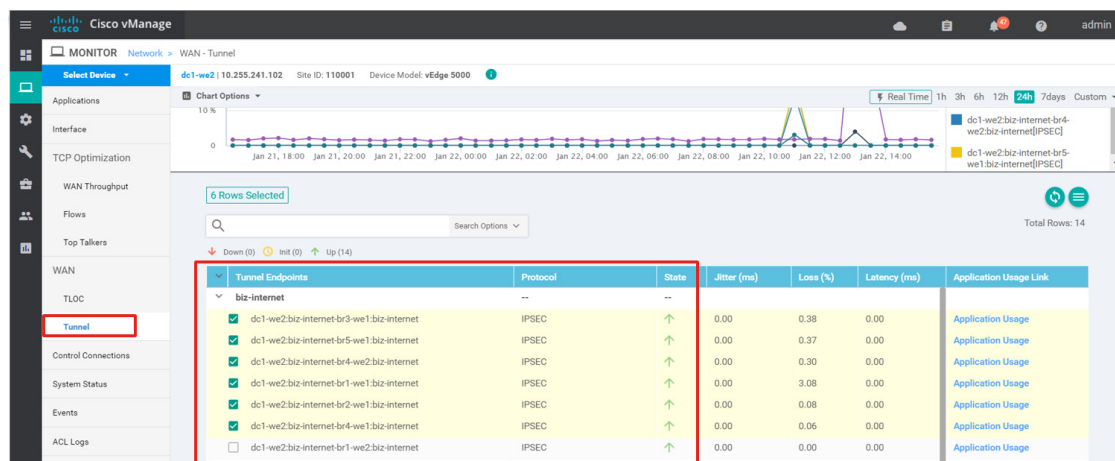 cisco Cisco vManage
47
admin
MONITOR Network > WAN - Tunnel
Select Device
dc1-we2 | 10.255.241.102 Site ID: 110001 Device Model: vEdge 5000
Applications
Interface
TCP Optimization
WAN Throughput
Flows
Top Talkers
WAN
TLOC
Tunnel
Control Connections
System Status
Events
ACL Logs
Chart Options
Real Time 1h 3h 6h 12h 24h 7days Custom
10 %
0
Jan 21, 18:00 Jan 21, 20:00 Jan 21, 22:00 Jan 22, 00:00 Jan 22, 02:00 Jan 22, 04:00 Jan 22, 06:00 Jan 22, 08:00 Jan 22, 10:00 Jan 22, 12:00 Jan 22, 14:00
dc1-we2:biz-internet-br4-
we2:biz-internet[IPSEC]
dc1-we2:biz-internet-br5-
we1:biz-internet[IPSEC]
6 Rows Selected
Search Options
Total Rows: 14
Down (0) Init (0) Up (14)
Tunnel Endpoints Protocol State Jitter (ms) Loss (%) Latency (ms) Application Usage Link
biz-internet -- --
dc1-we2:biz-internet-br3-we1:biz-internet IPSEC 0.00 0.38 0.00 Application Usage
dc1-we2:biz-internet-br5-we1:biz-internet IPSEC 0.00 0.37 0.00 Application Usage
dc1-we2:biz-internet-br4-we2:biz-internet IPSEC 0.00 0.30 0.00 Application Usage
dc1-we2:biz-internet-br1-we1:biz-internet IPSEC 0.00 3.08 0.00 Application Usage
dc1-we2:biz-internet-br2-we1:biz-internet IPSEC 0.00 0.08 0.00 Application Usage
dc1-we2:biz-internet-br4-we1:biz-internet IPSEC 0.00 0.06 0.00 Application Usage
dc1-we2:biz-internet-br1-we2:biz-internet IPSEC 0.00 0.00 0.00 Application Usage